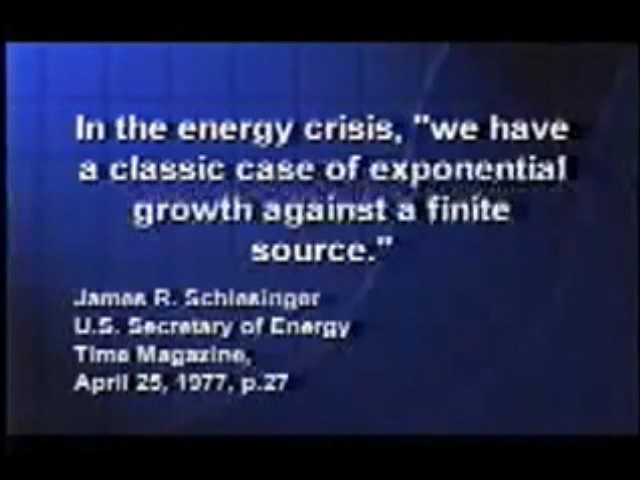 In the energy crisis, "we have
a classic case of exponential
growth against a finite
source."
James R. Schlesinger
U.S. Secretary of Energy
Time Magazine,
April 25, 1977, p.27